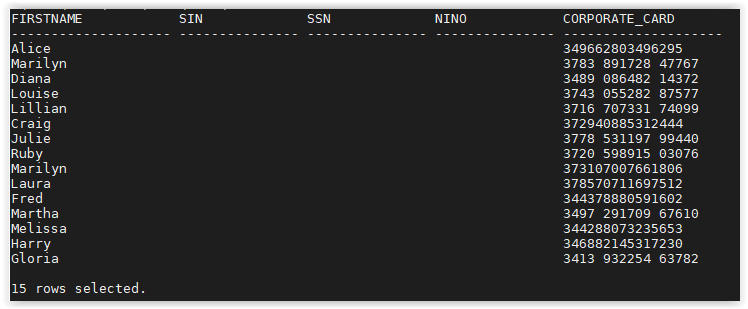 FIRSTNAME            SIN             SSN             NINO            CORPORATE_CARD
-------------------- --------------- --------------- --------------- --------------------
Alice                                                                349662803496295
Marilyn                                                              3783 891728 47767
Diana                                                                3489 086482 14372
Louise                                                               3743 055282 87577
Lillian                                                              3716 707331 74099
Craig                                                                372940885312444
Julie                                                                3778 531197 99440
Ruby                                                                 3720 598915 03076
Marilyn                                                              373107007661806
Laura                                                                378570711697512
Fred                                                                 344378880591602
Martha                                                               3497 291709 67610
Melissa                                                              344288073235653
Harry                                                                346882145317230
Gloria                                                               3413 932254 63782

15 rows selected.